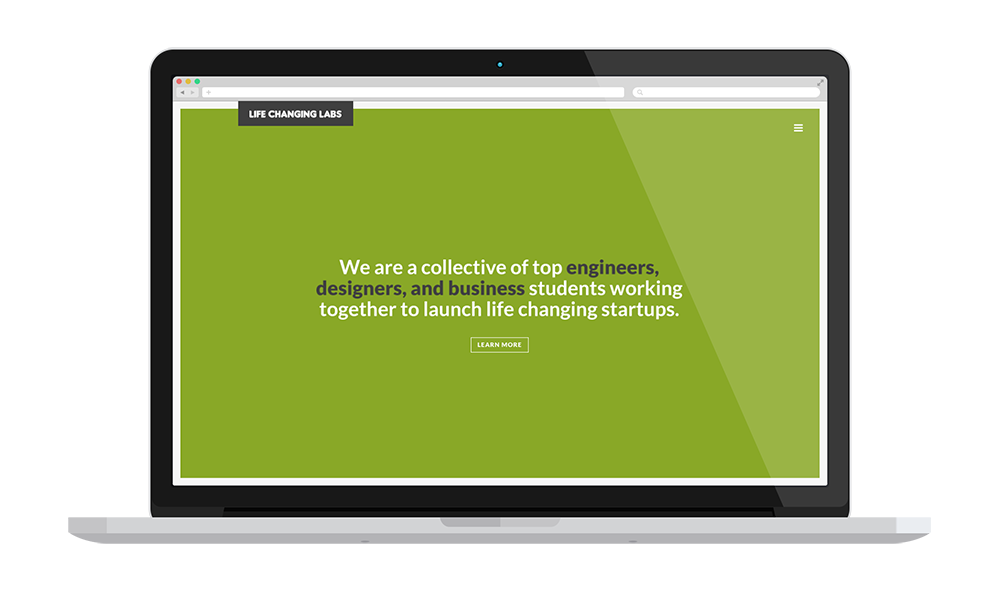 LIFE CHANGING LABS
We are a collective of top engineers,
designers, and business students working
together to launch life changing startups.
LEARN MORE